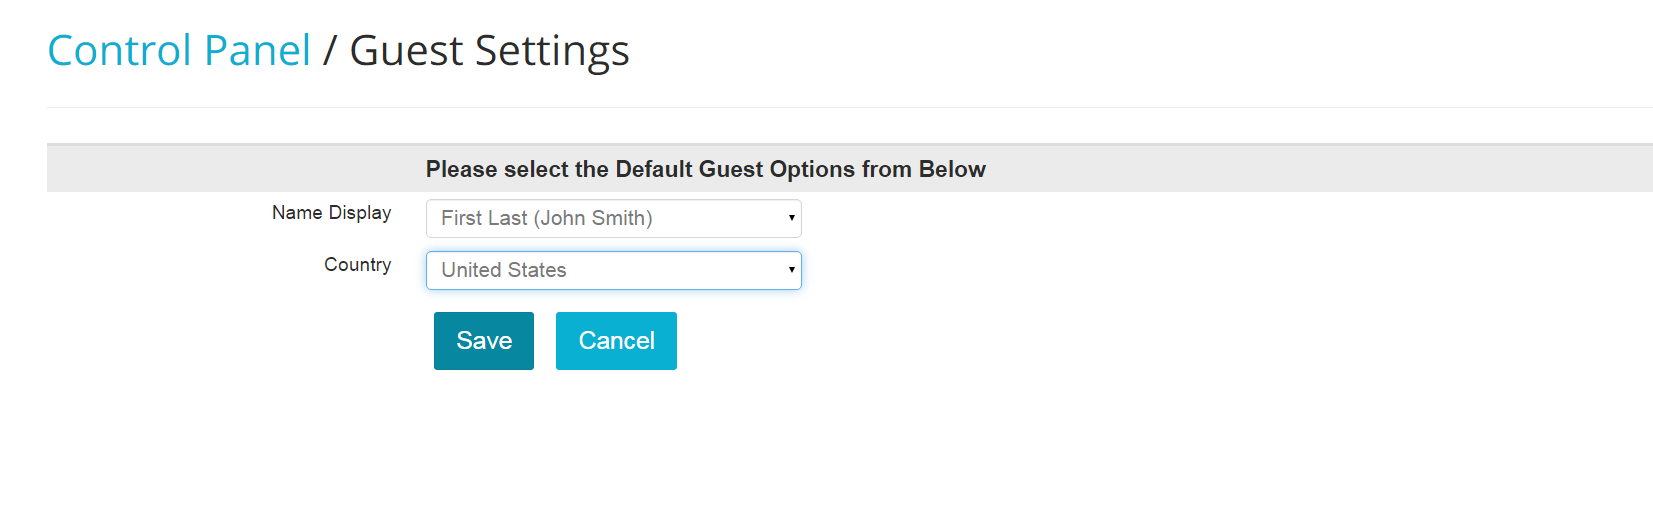 Control Panel / Guest Settings
Please select the Default Guest Options from Below
Name Display First Last (John Smith)
Country United States
Save Cancel